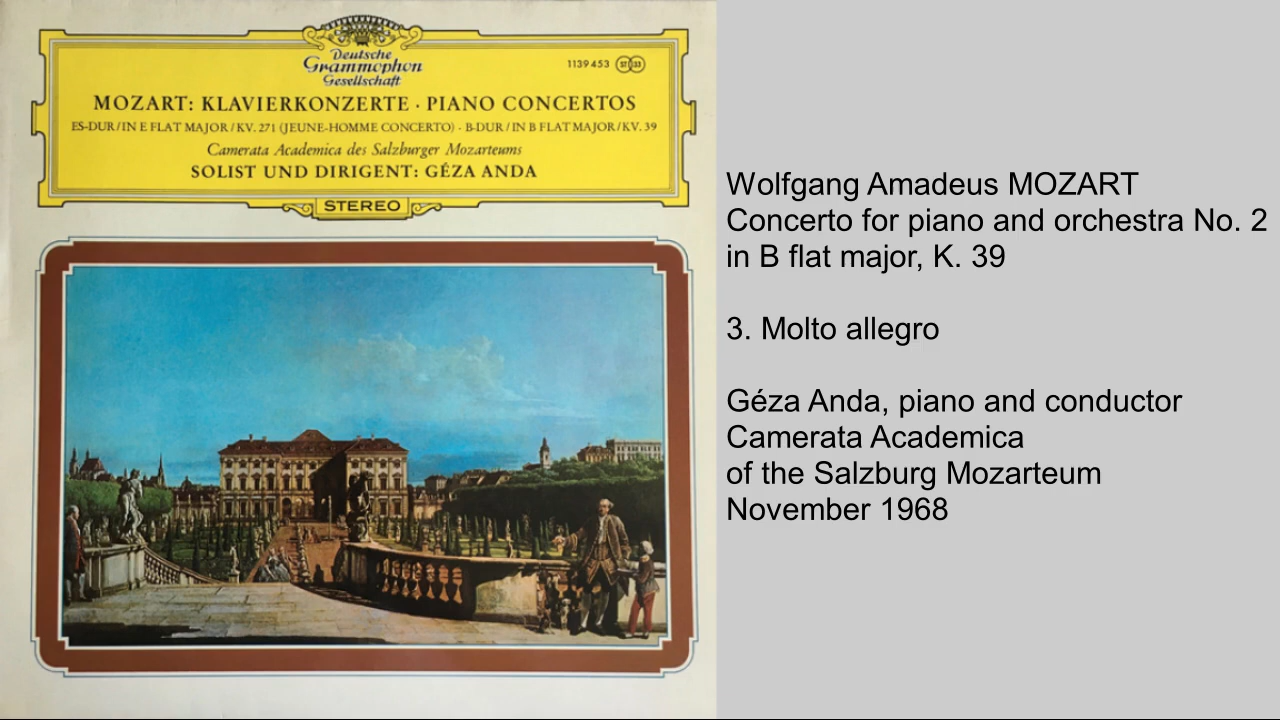 Deutsche
Grammophon
Gesellschaft
1139 453 ST 33
MOZART: KLAVIERKONZERTE · PIANO CONCERTOS
ES-DUR/IN E FLAT MAJOR/KV. 271 (JEUNE-HOMME CONCERTO) · B-DUR/IN B FLAT MAJOR/KV. 39
Camerata Academica des Salzburger Mozarteums
SOLIST UND DIRIGENT: GÉZA ANDA
STEREO
Wolfgang Amadeus MOZART
Concerto for piano and orchestra No. 2
in B flat major, K. 39
3. Molto allegro
Géza Anda, piano and conductor
Camerata Academica
of the Salzburg Mozarteum
November 1968